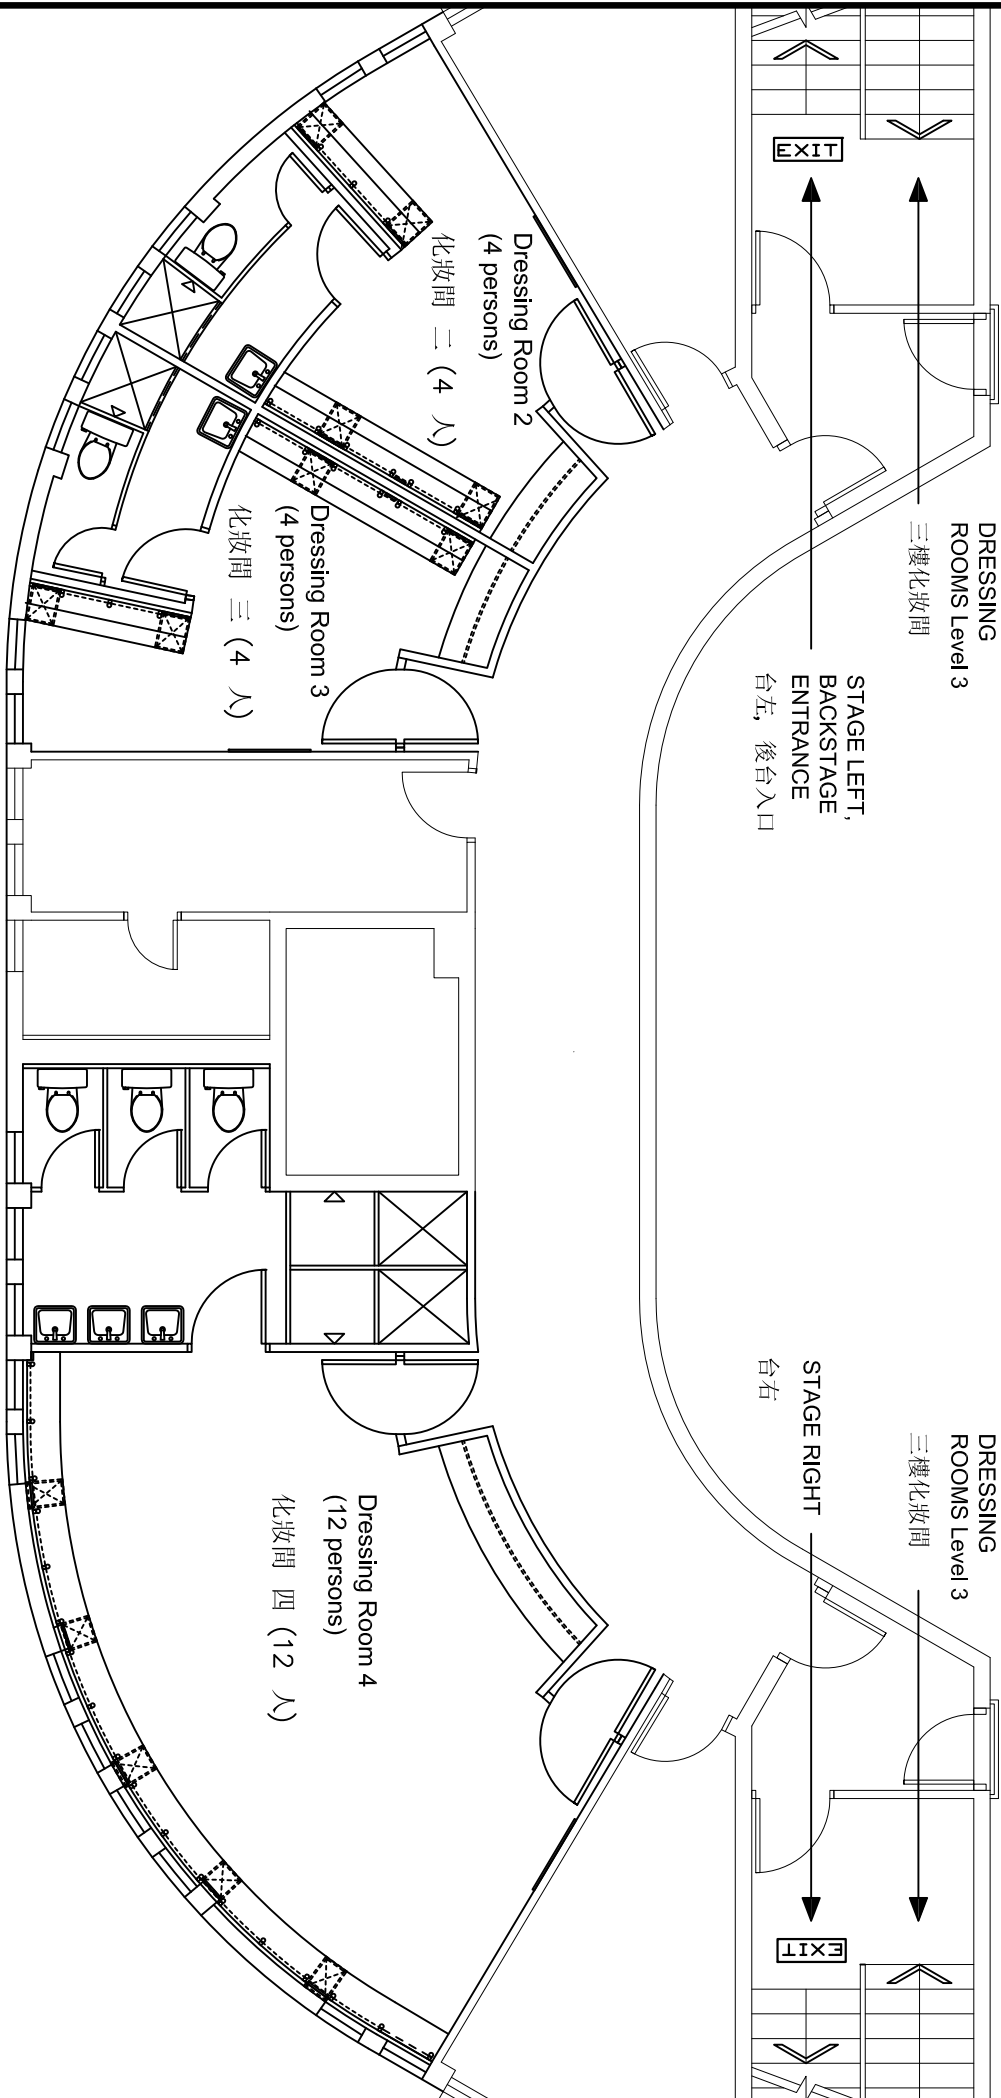 EXIT
DRESSING
ROOMS Level 3
三樓化妝間
STAGE LEFT,
BACKSTAGE
ENTRANCE
台左, 後台入口
Dressing Room 2
(4 persons)
化妝間 二 (4 人)
Dressing Room 3
(4 persons)
化妝間 三 (4 人)
DRESSING
ROOMS Level 3
三樓化妝間
STAGE RIGHT
台右
Dressing Room 4
(12 persons)
化妝間 四 (12 人)
EXIT